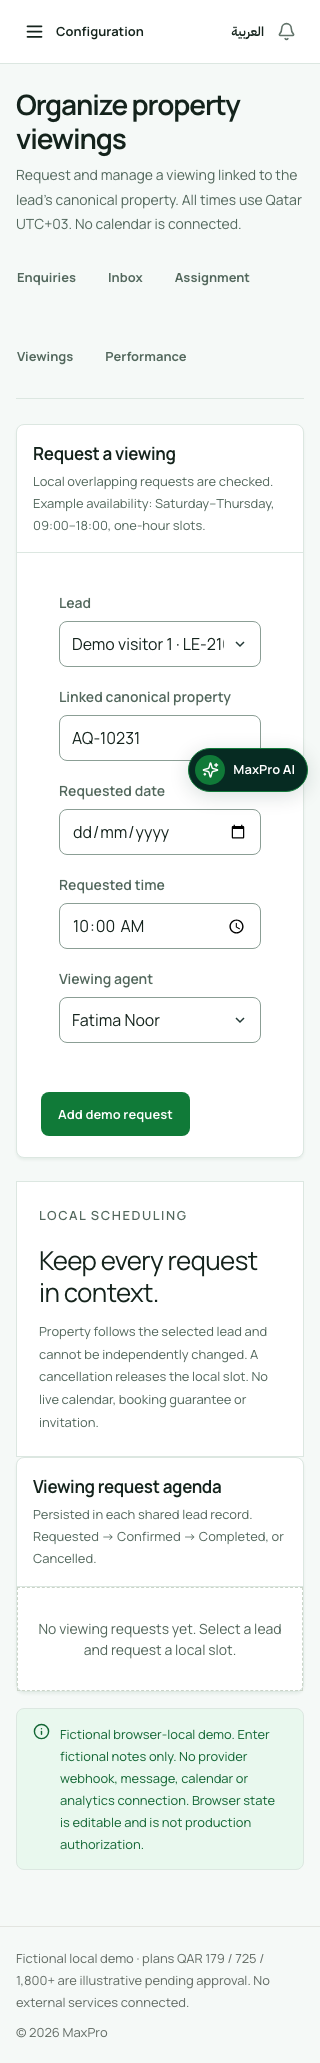 Configuration
العربية
Organize property
viewings
Request and manage a viewing linked to the
lead's canonical property. All times use Qatar
UTC+03. No calendar is connected.
Enquiries Inbox Assignment
Viewings Performance
Request a viewing
Local overlapping requests are checked.
Example availability: Saturday–Thursday,
09:00–18:00, one-hour slots.
Lead
Demo visitor 1 · LE-210
Linked canonical property
AQ-10231
MaxPro AI
Requested date
dd/mm/yyyy
Requested time
10:00 AM
Viewing agent
Fatima Noor
Add demo request
LOCAL SCHEDULING
Keep every request
in context.
Property follows the selected lead and
cannot be independently changed. A
cancellation releases the local slot. No
live calendar, booking guarantee or
invitation.
Viewing request agenda
Persisted in each shared lead record.
Requested → Confirmed → Completed, or
Cancelled.
No viewing requests yet. Select a lead
and request a local slot.
Fictional browser-local demo. Enter
fictional notes only. No provider
webhook, message, calendar or
analytics connection. Browser state
is editable and is not production
authorization.
Fictional local demo · plans QAR 179 / 725 /
1,800+ are illustrative pending approval. No
external services connected.
© 2026 MaxPro